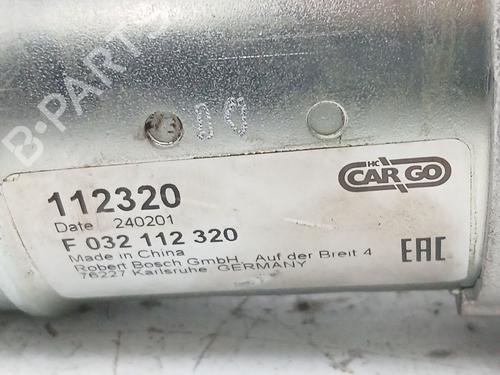 B-PARTS
112320
Date 240201
F 032 112 320
Made in China
Robert Bosch GmbH, Auf der Breit 4
76227 Karlsruhe GERMANY
HC
CARGO
EAC